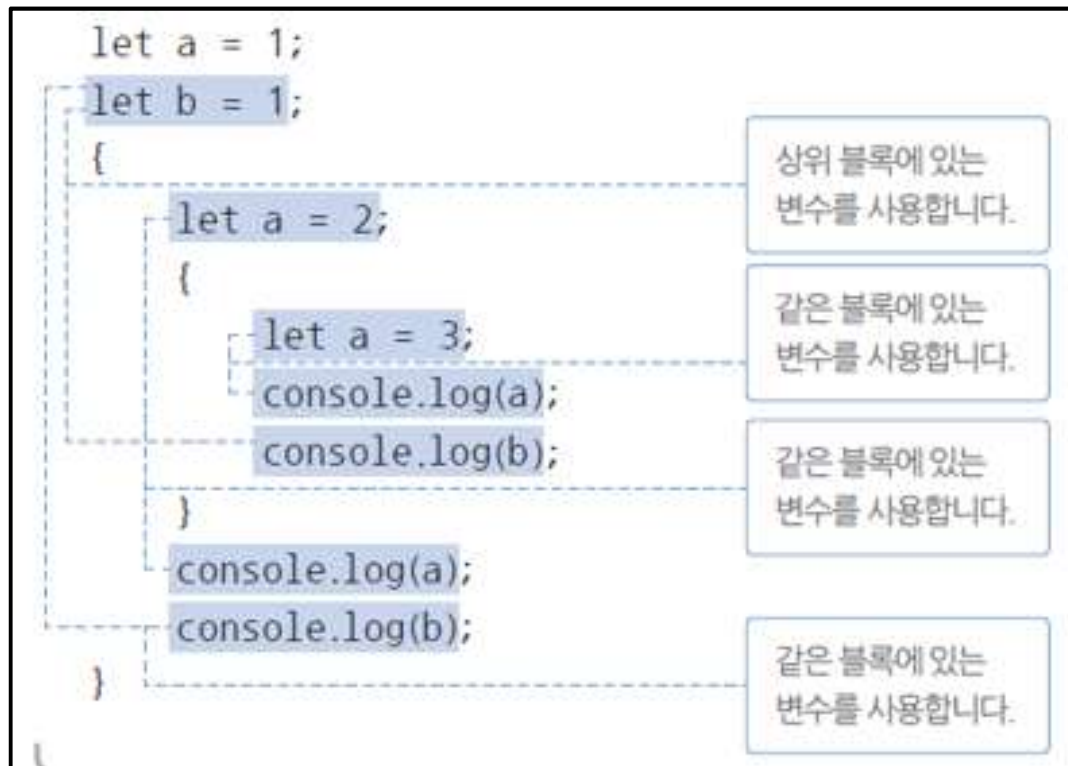 let a = 1;
let b = 1;
{
상위 블록에 있는
변수를 사용합니다.
let a = 2;
{
같은 블록에 있는
변수를 사용합니다.
let a = 3;
console.log(a);
console.log(b);
같은 블록에 있는
변수를 사용합니다.
}
console.log(a);
console.log(b);
같은 블록에 있는
변수를 사용합니다.
}